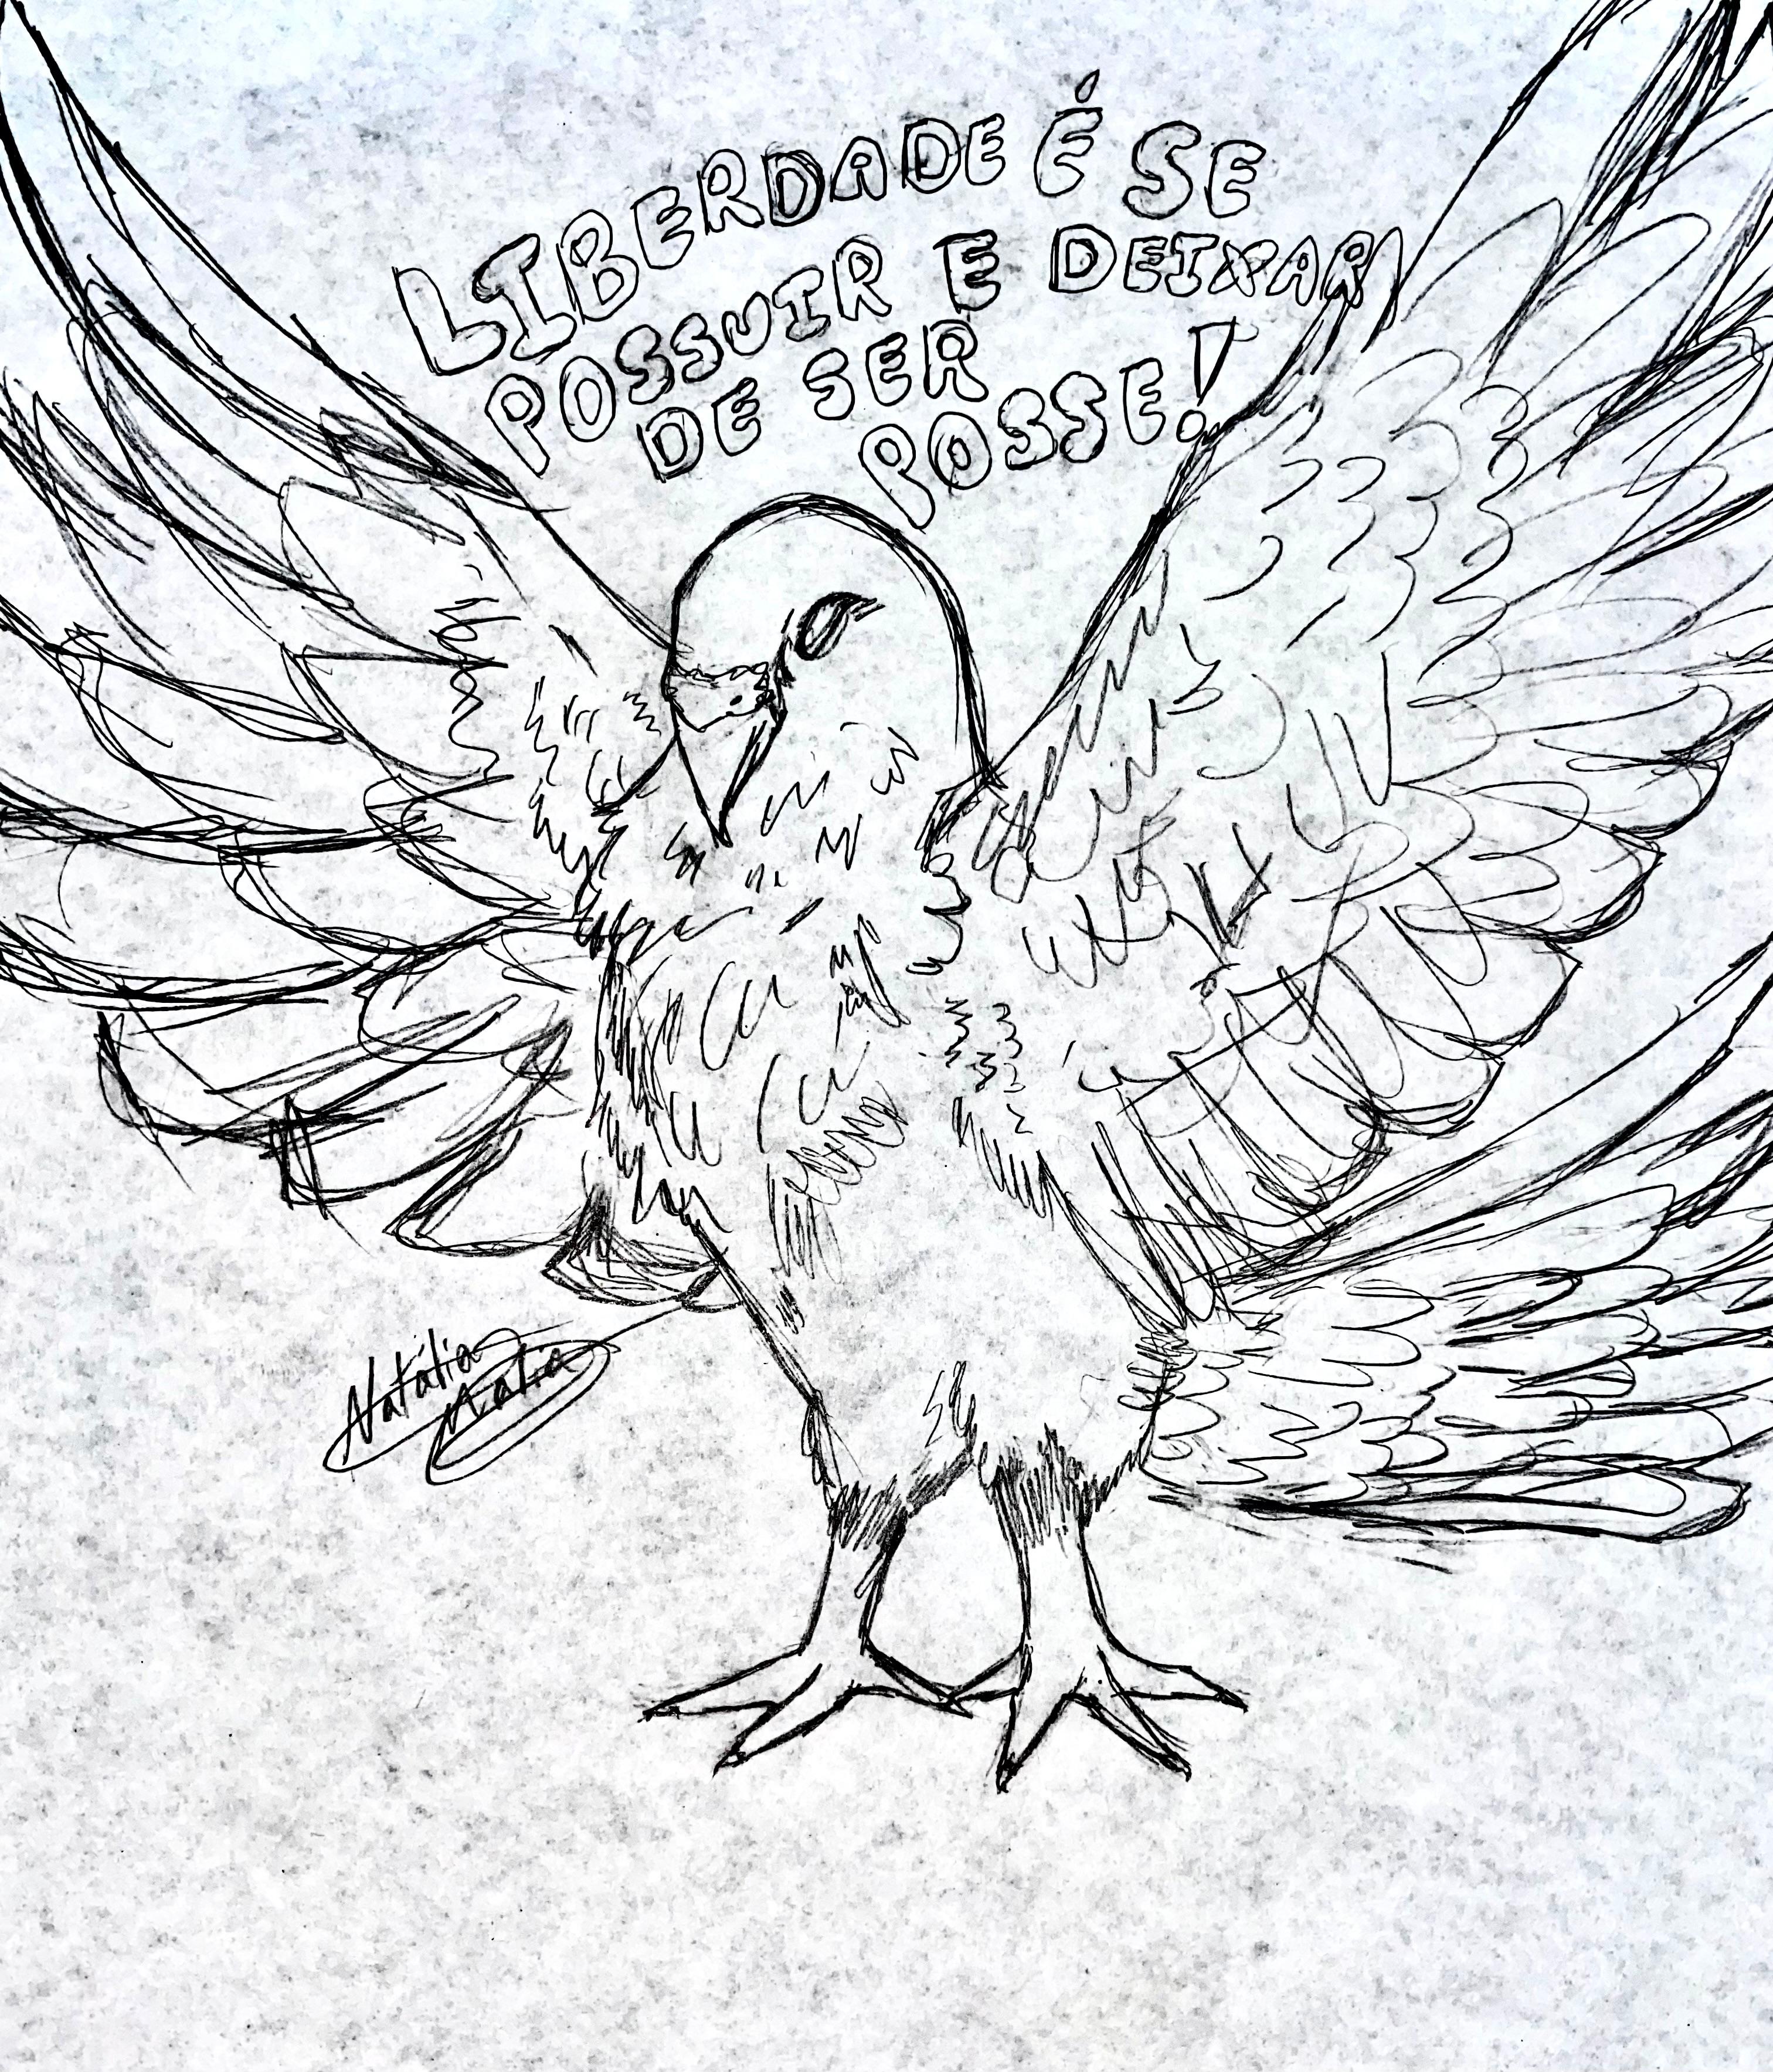 LIBERDADE É SE
POSSUIR E DEIXAR
DE SER
POSSE!
Natália